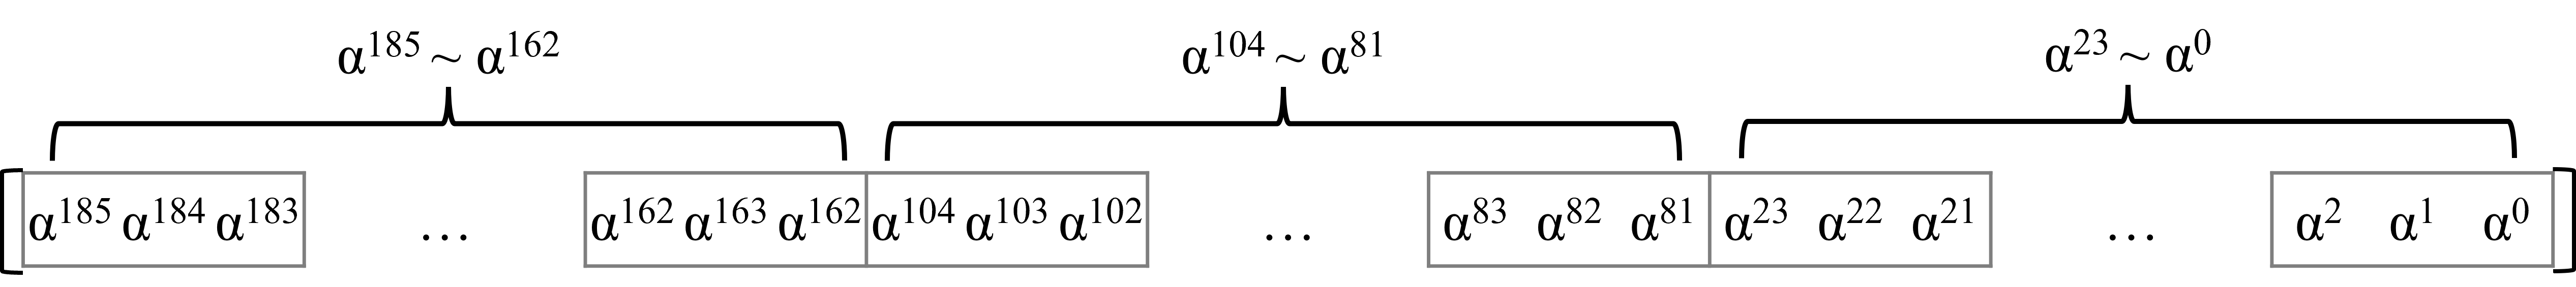 α¹⁸⁵ ~ α¹⁶² α¹⁰⁴ ~ α⁸¹ α²³ ~ α⁰
[ α¹⁸⁵ α¹⁸⁴ α¹⁸³ … α¹⁶² α¹⁶³ α¹⁶² α¹⁰⁴ α¹⁰³ α¹⁰² … α⁸³ α⁸² α⁸¹ α²³ α²² α²¹ … α² α¹ α⁰ ]